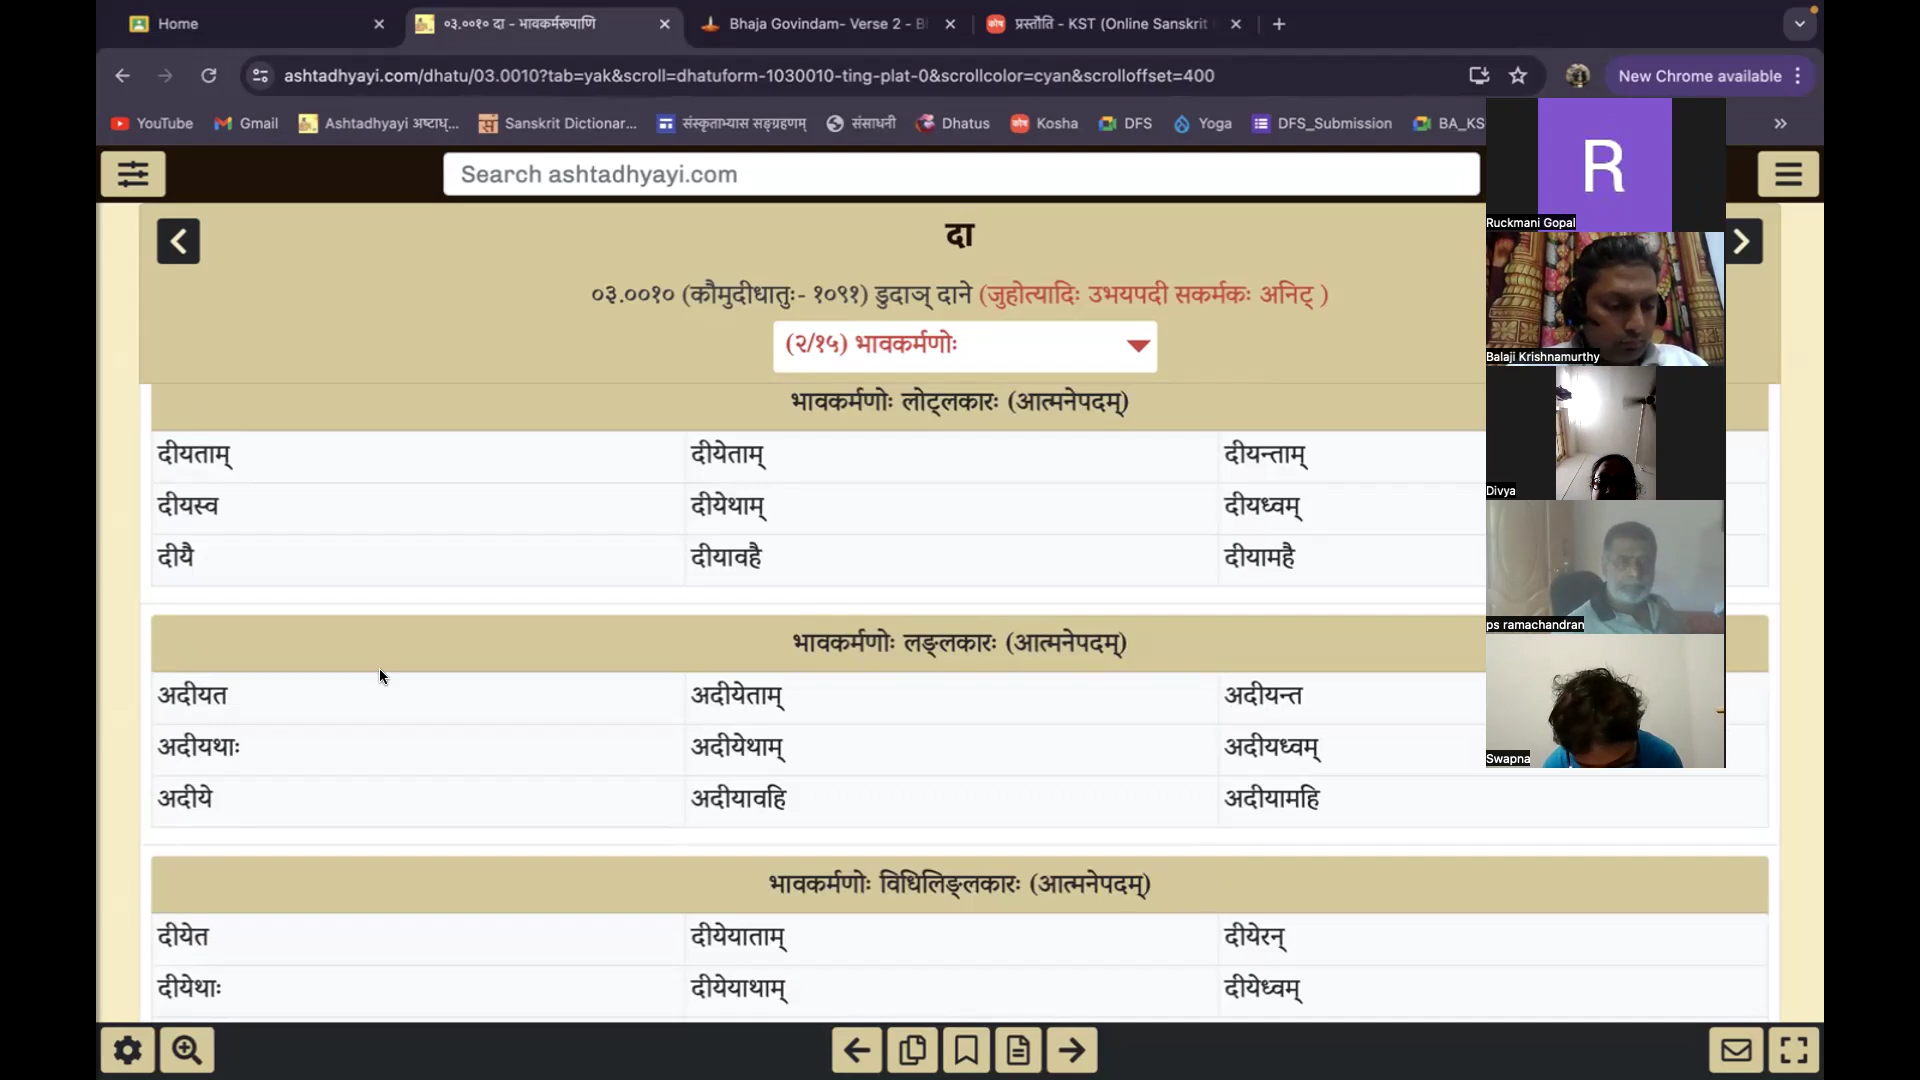 Home
०३.००१० दा - भावकर्मरूपाणि
Bhaja Govindam- Verse 2 - B
प्रस्तौति - KST (Online Sanskrit
ashtadhyayi.com/dhatu/03.0010?tab=yak&scroll=dhatuform-1030010-ting-plat-0&scrollcolor=cyan&scrolloffset=400
New Chrome available
YouTube
Gmail
Ashtadhyayi अष्टाध्...
Sanskrit Dictionar...
संस्कृताभ्यास सङ्ग्रहणम्
संसाधनी
Dhatus
Kosha
DFS
Yoga
DFS_Submission
BA_KS
Search ashtadhyayi.com
दा
०३.००१० (कौमुदीधातुः- १०९१) डुदाञ् दाने (जुहोत्यादिः उभयपदी सकर्मकः अनिट् )
(२/१५) भावकर्मणोः
भावकर्मणोः लोट्लकारः (आत्मनेपदम्)
दीयताम् दीयेताम् दीयन्ताम्
दीयस्व दीयेथाम् दीयध्वम्
दीयै दीयावहै दीयामहै
भावकर्मणोः लङ्लकारः (आत्मनेपदम्)
अदीयत अदीयेताम् अदीयन्त
अदीयथाः अदीयेथाम् अदीयध्वम्
अदीये अदीयावहि अदीयामहि
भावकर्मणोः विधिलिङ्लकारः (आत्मनेपदम्)
दीयेत दीयेयाताम् दीयेरन्
दीयेथाः दीयेयाथाम् दीयेध्वम्
R
Ruckmani Gopal
Balaji Krishnamurthy
Divya
ps ramachandran
Swapna